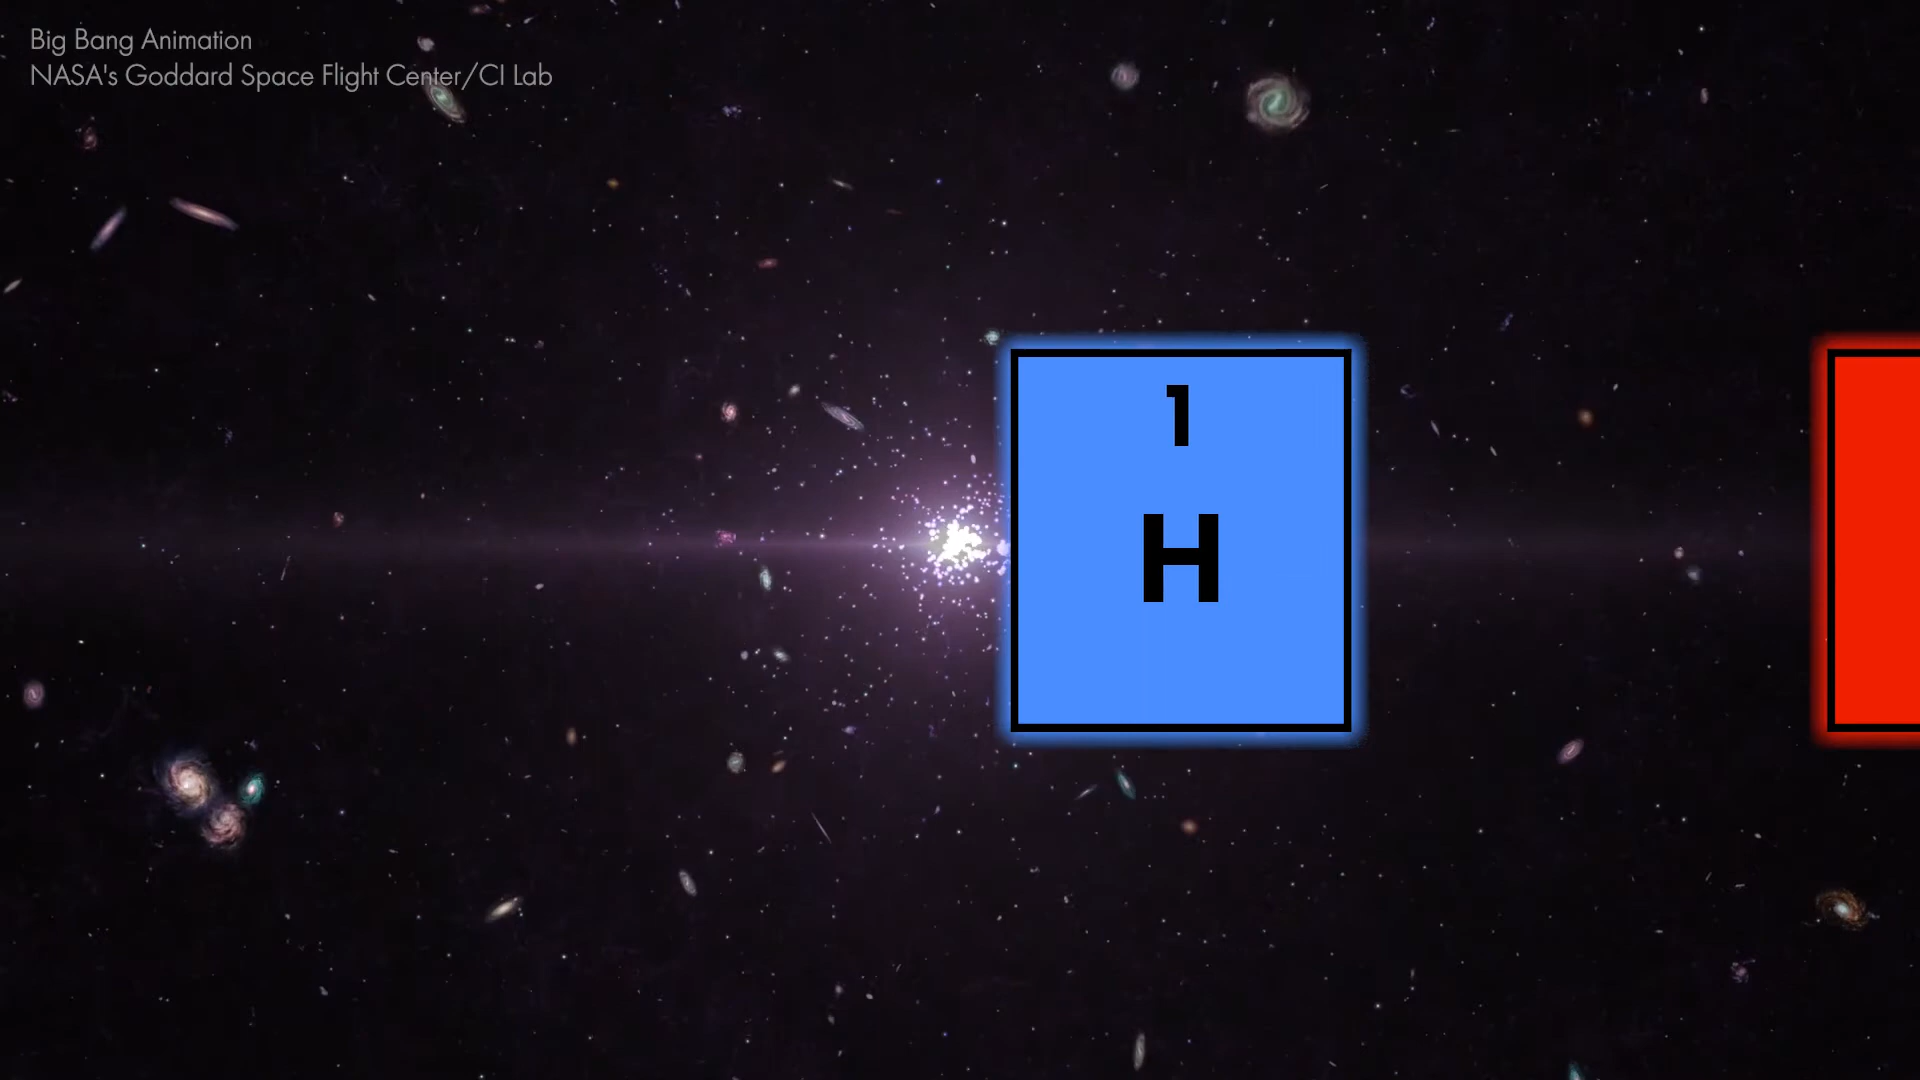 Big Bang Animation
NASA's Goddard Space Flight Center/CI Lab
1
H